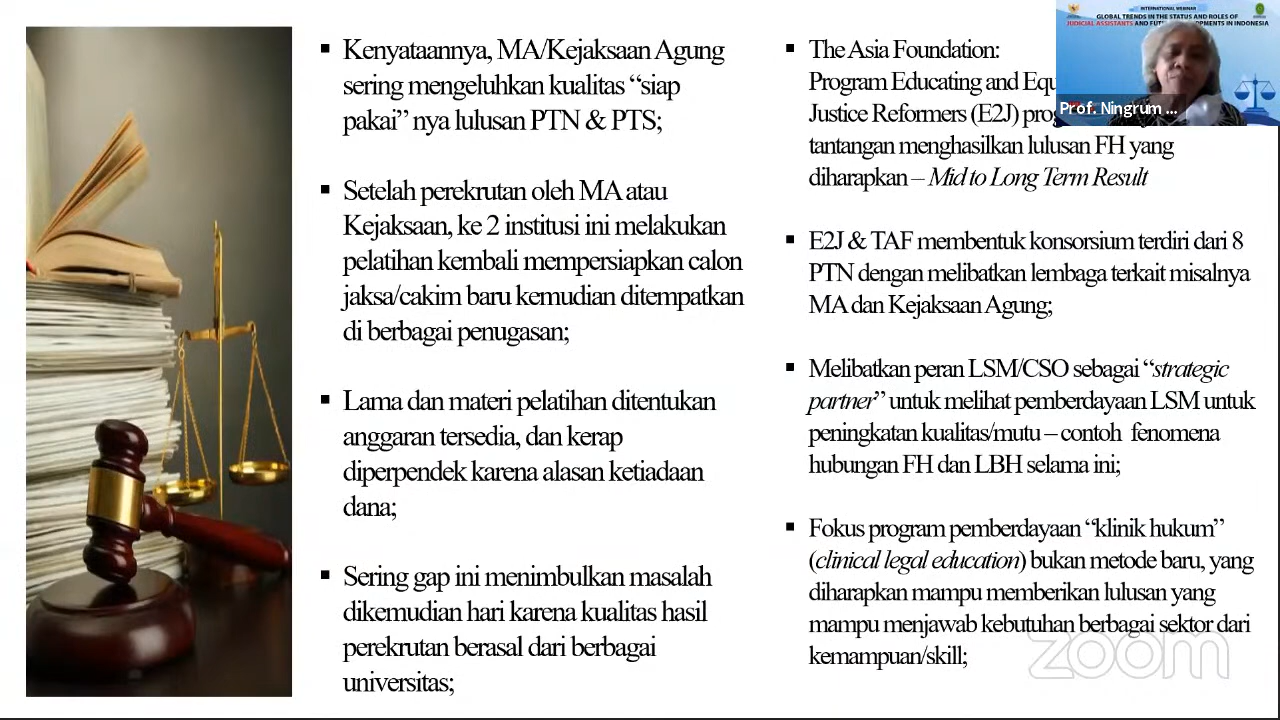 Kenyataannya, MA/Kejaksaan Agung
sering mengeluhkan kualitas “siap
pakai” nya lulusan PTN & PTS;
Setelah perekrutan oleh MA atau
Kejaksaan, ke 2 institusi ini melakukan
pelatihan kembali mempersiapkan calon
jaksa/cakim baru kemudian ditempatkan
di berbagai penugasan;
Lama dan materi pelatihan ditentukan
anggaran tersedia, dan kerap
diperpendek karena alasan ketiadaan
dana;
Sering gap ini menimbulkan masalah
dikemudian hari karena kualitas hasil
perekrutan berasal dari berbagai
universitas;
The Asia Foundation:
Program Educating and
Justice Reformers (E2J)
tantangan menghasilkan lulusan FH yang
diharapkan – Mid to Long Term Result
E2J & TAF membentuk konsorsium terdiri dari 8
PTN dengan melibatkan lembaga terkait misalnya
MA dan Kejaksaan Agung;
Melibatkan peran LSM/CSO sebagai “strategic
partner” untuk melihat pemberdayaan LSM untuk
peningkatan kualitas/mutu – contoh fenomena
hubungan FH dan LBH selama ini;
Fokus program pemberdayaan “klinik hukum”
(clinical legal education) bukan metode baru, yang
diharapkan mampu memberikan lulusan yang
mampu menjawab kebutuhan berbagai sektor dari
kemampuan/skill;
INTERNATIONAL WEBINAR
GLOBAL TRENDS IN THE STATUS AND ROLES OF
JUDICIAL ASSISTANTS AND IN INDONESIA
Prof. Ningrum ...
zoom